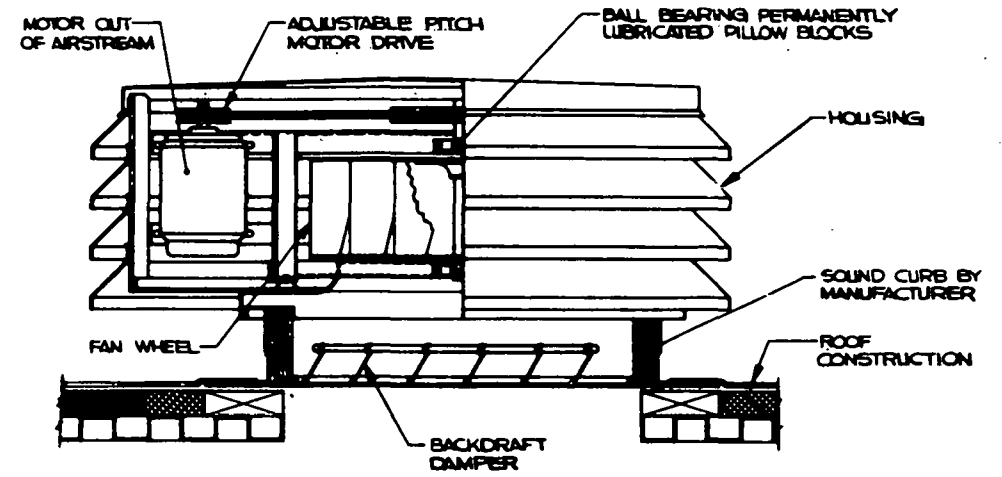 MOTOR OUT
OF AIRSTREAM
ADJUSTABLE PITCH
MOTOR DRIVE
BALL BEARING PERMANENTLY
LUBRICATED PILLOW BLOCKS
HOUSING
SOUND CURB BY
MANUFACTURER
FAN WHEEL
ROOF
CONSTRUCTION
BACKDRAFT
DAMPER